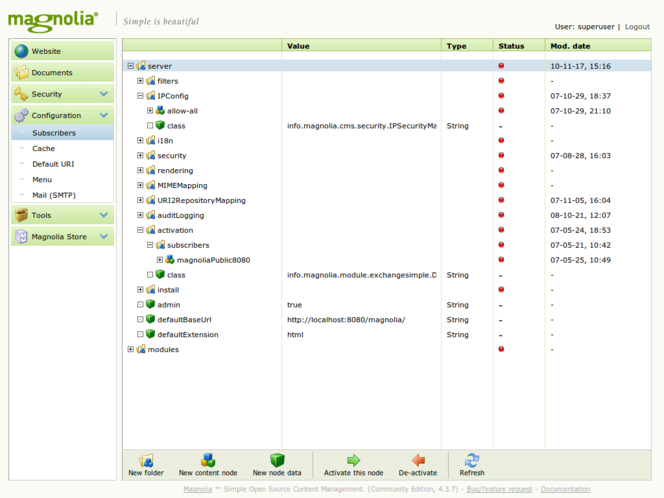 magnolia® Simple is beautiful
User: superuser | Logout
Website
Documents
Security
Configuration
Subscribers
Cache
Default URI
Menu
Mail (SMTP)
Tools
Magnolia Store
Value Type Status Mod. date
server 10-11-17, 15:16
filters -
IPConfig 07-10-29, 18:37
allow-all 07-10-29, 21:10
class info.magnolia.cms.security.IPSecurityMa String - -
i18n -
security 07-08-28, 16:03
rendering -
MIMEMapping -
URI2RepositoryMapping 07-11-05, 16:04
auditLogging 08-10-21, 12:07
activation 07-05-24, 18:53
subscribers 07-05-21, 10:42
magnoliaPublic8080 07-05-25, 10:49
class info.magnolia.module.exchangesimple.D String - -
install -
admin true String - -
defaultBaseUrl http://localhost:8080/magnolia/ String - -
defaultExtension html String - -
modules -
New folder New content node New node data Activate this node De-activate Refresh
Magnolia ™ Simple Open Source Content Management. (Community Edition, 4.3.7) - Bug/feature request - Documentation